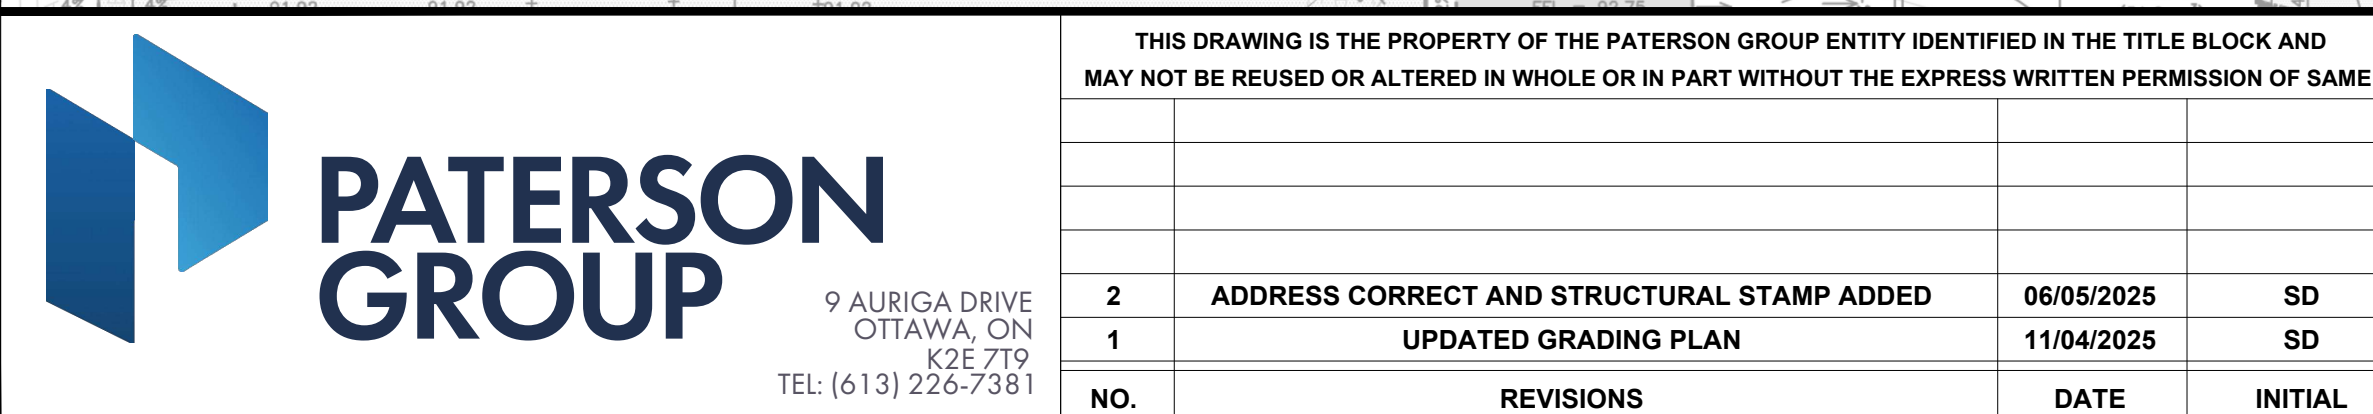 THIS DRAWING IS THE PROPERTY OF THE PATERSON GROUP ENTITY IDENTIFIED IN THE TITLE BLOCK AND
MAY NOT BE REUSED OR ALTERED IN WHOLE OR IN PART WITHOUT THE EXPRESS WRITTEN PERMISSION OF SAME
PATERSON
GROUP
9 AURIGA DRIVE
OTTAWA, ON
K2E 7T9
TEL: (613) 226-7381
2 ADDRESS CORRECT AND STRUCTURAL STAMP ADDED 06/05/2025 SD
1 UPDATED GRADING PLAN 11/04/2025 SD
NO. REVISIONS DATE INITIAL